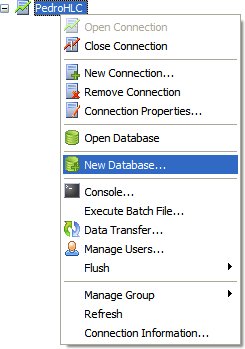 PedroHLC
Open Connection
Close Connection
New Connection...
Remove Connection
Connection Properties...
Open Database
New Database...
Console...
Execute Batch File...
Data Transfer...
Manage Users...
Flush
Manage Group
Refresh
Connection Information...